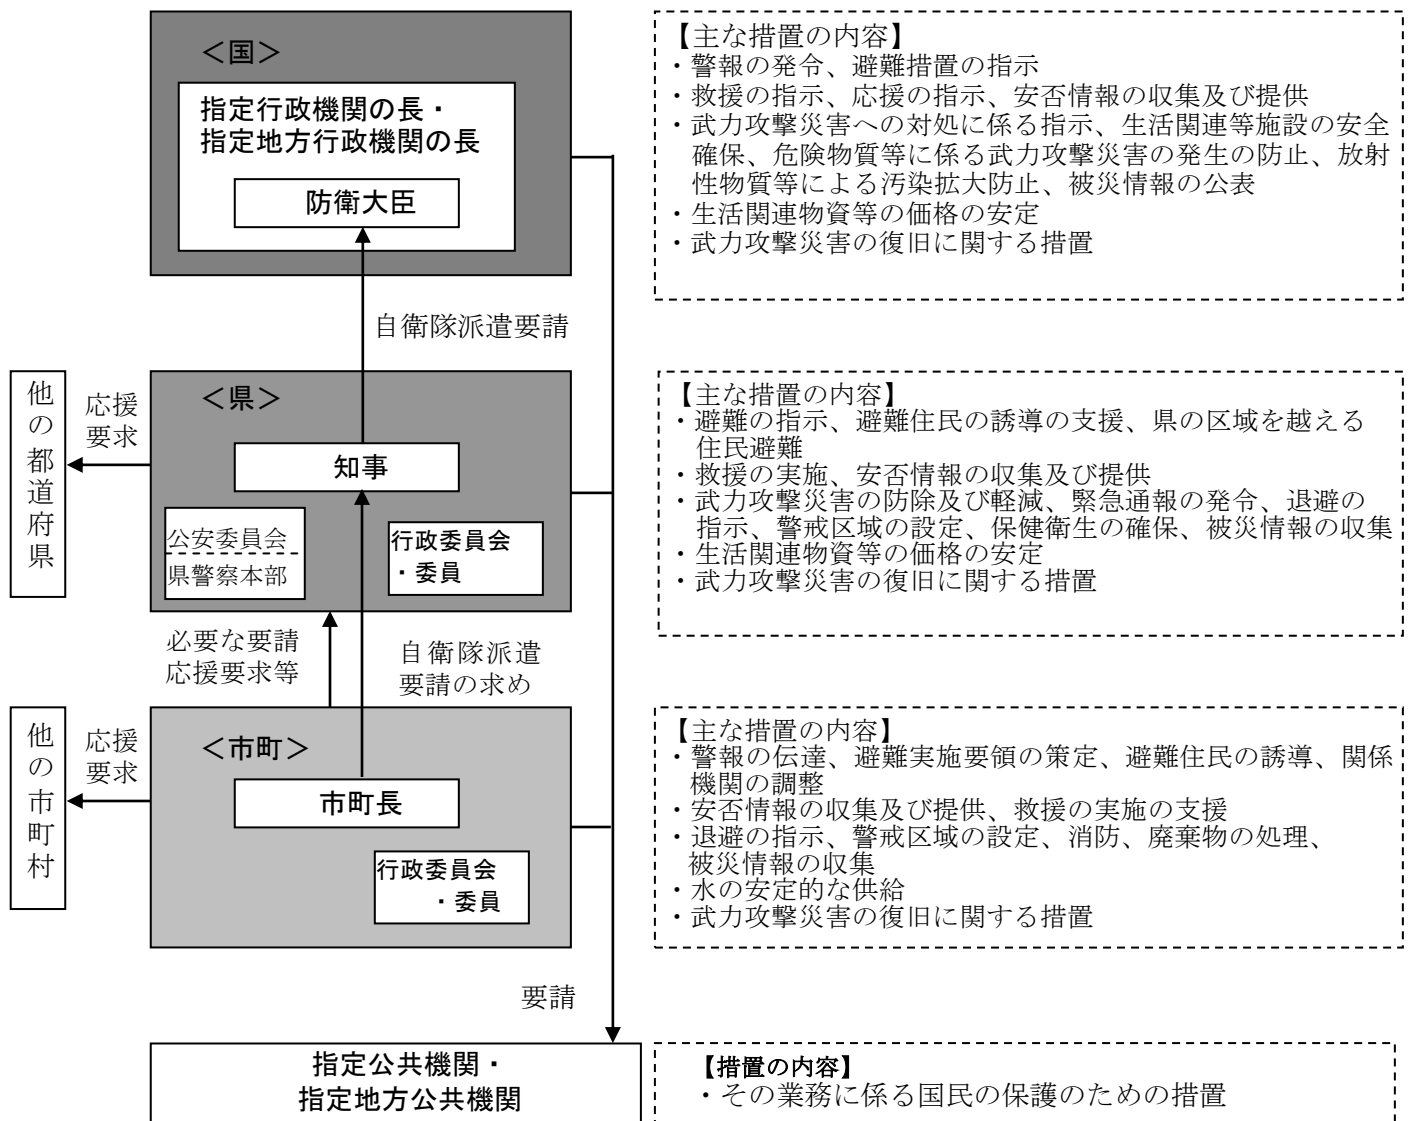 ＜国＞
指定行政機関の長・
指定地方行政機関の長
防衛大臣
【主な措置の内容】
・警報の発令、避難措置の指示
・救援の指示、応援の指示、安否情報の収集及び提供
・武力攻撃災害への対処に係る指示、生活関連等施設の安全
確保、危険物質等に係る武力攻撃災害の発生の防止、放射
性物質等による汚染拡大防止、被災情報の公表
・生活関連物資等の価格の安定
・武力攻撃災害の復旧に関する措置
自衛隊派遣要請
他の都道府県
応援
要求
＜県＞
知事
公安委員会
県警察本部
行政委員会
・委員
【主な措置の内容】
・避難の指示、避難住民の誘導の支援、県の区域を越える
住民避難
・救援の実施、安否情報の収集及び提供
・武力攻撃災害の防除及び軽減、緊急通報の発令、退避の
指示、警戒区域の設定、保健衛生の確保、被災情報の収集
・生活関連物資等の価格の安定
・武力攻撃災害の復旧に関する措置
必要な要請
応援要求等
自衛隊派遣
要請の求め
他の市町村
応援
要求
＜市町＞
市町長
行政委員会
・委員
【主な措置の内容】
・警報の伝達、避難実施要領の策定、避難住民の誘導、関係
機関の調整
・安否情報の収集及び提供、救援の実施の支援
・退避の指示、警戒区域の設定、消防、廃棄物の処理、
被災情報の収集
・水の安定的な供給
・武力攻撃災害の復旧に関する措置
要請
指定公共機関・
指定地方公共機関
【措置の内容】
・その業務に係る国民の保護のための措置